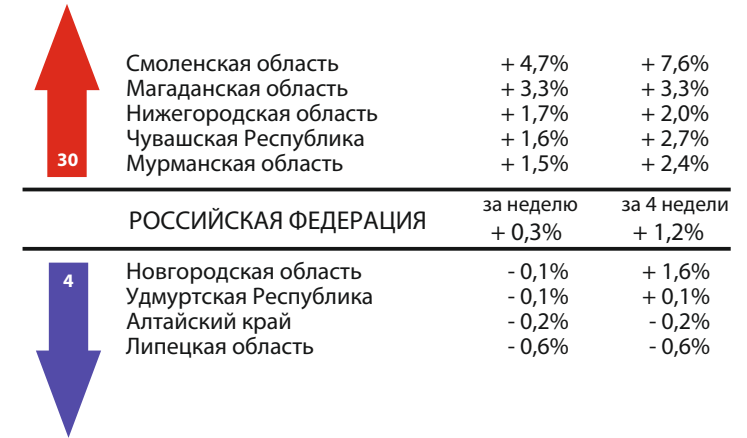 Смоленская область + 4,7% + 7,6%
Магаданская область + 3,3% + 3,3%
Нижегородская область + 1,7% + 2,0%
Чувашская Республика + 1,6% + 2,7%
30 Мурманская область + 1,5% + 2,4%
за неделю за 4 недели
РОССИЙСКАЯ ФЕДЕРАЦИЯ + 0,3% + 1,2%
4 Новгородская область - 0,1% + 1,6%
Удмуртская Республика - 0,1% + 0,1%
Алтайский край - 0,2% - 0,2%
Липецкая область - 0,6% - 0,6%